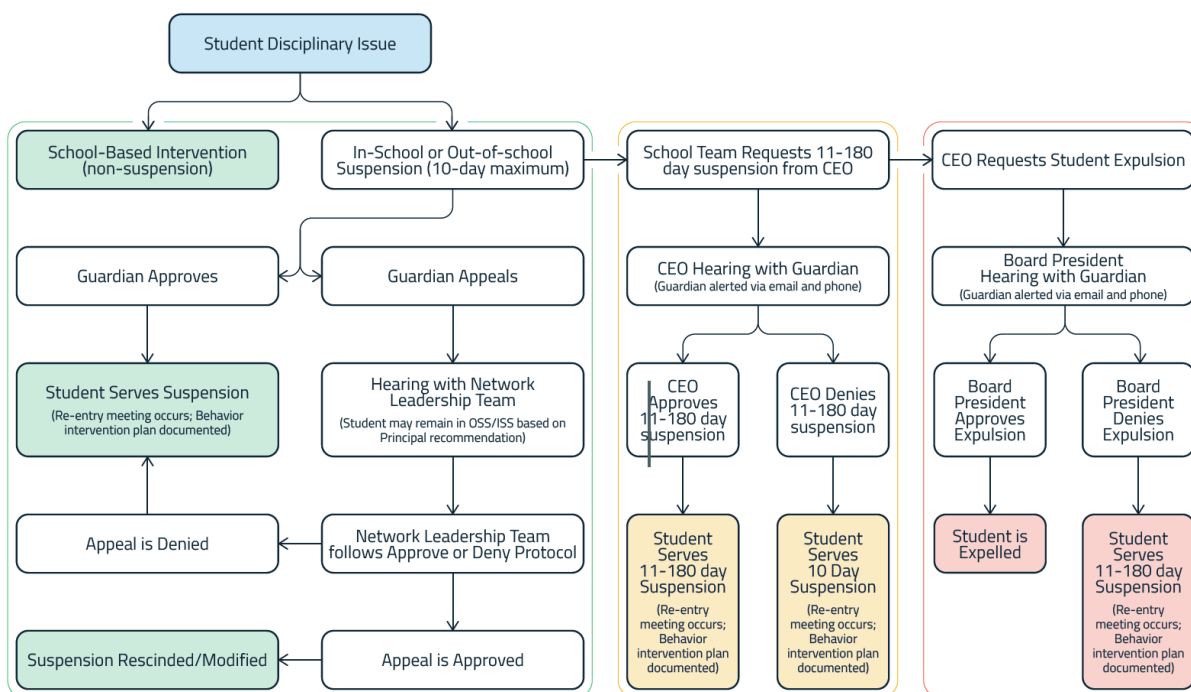 Student Disciplinary Issue
School-Based Intervention
(non-suspension)
In-School or Out-of-school
Suspension (10-day maximum)
School Team Requests 11-180
day suspension from CEO
CEO Requests Student Expulsion
Guardian Approves
Guardian Appeals
CEO Hearing with Guardian
(Guardian alerted via email and phone)
Board President
Hearing with Guardian
(Guardian alerted via email and phone)
Student Serves Suspension
(Re-entry meeting occurs; Behavior
intervention plan documented)
Hearing with Network
Leadership Team
(Student may remain in OSS/ISS based on
Principal recommendation)
CEO
Approves
11-180 day
suspension
CEO Denies
11-180 day
suspension
Board
President
Approves
Expulsion
Board
President
Denies
Expulsion
Appeal is Denied
Network Leadership Team
follows Approve or Deny Protocol
Student
Serves
11-180 day
Suspension
(Re-entry
meeting occurs;
Behavior
intervention plan
documented)
Student
Serves
10 Day
Suspension
(Re-entry
meeting occurs;
Behavior
intervention plan
documented)
Student is
Expelled
Student
Serves
11-180 day
Suspension
(Re-entry
meeting occurs;
Behavior
intervention plan
documented)
Suspension Rescinded/Modified
Appeal is Approved